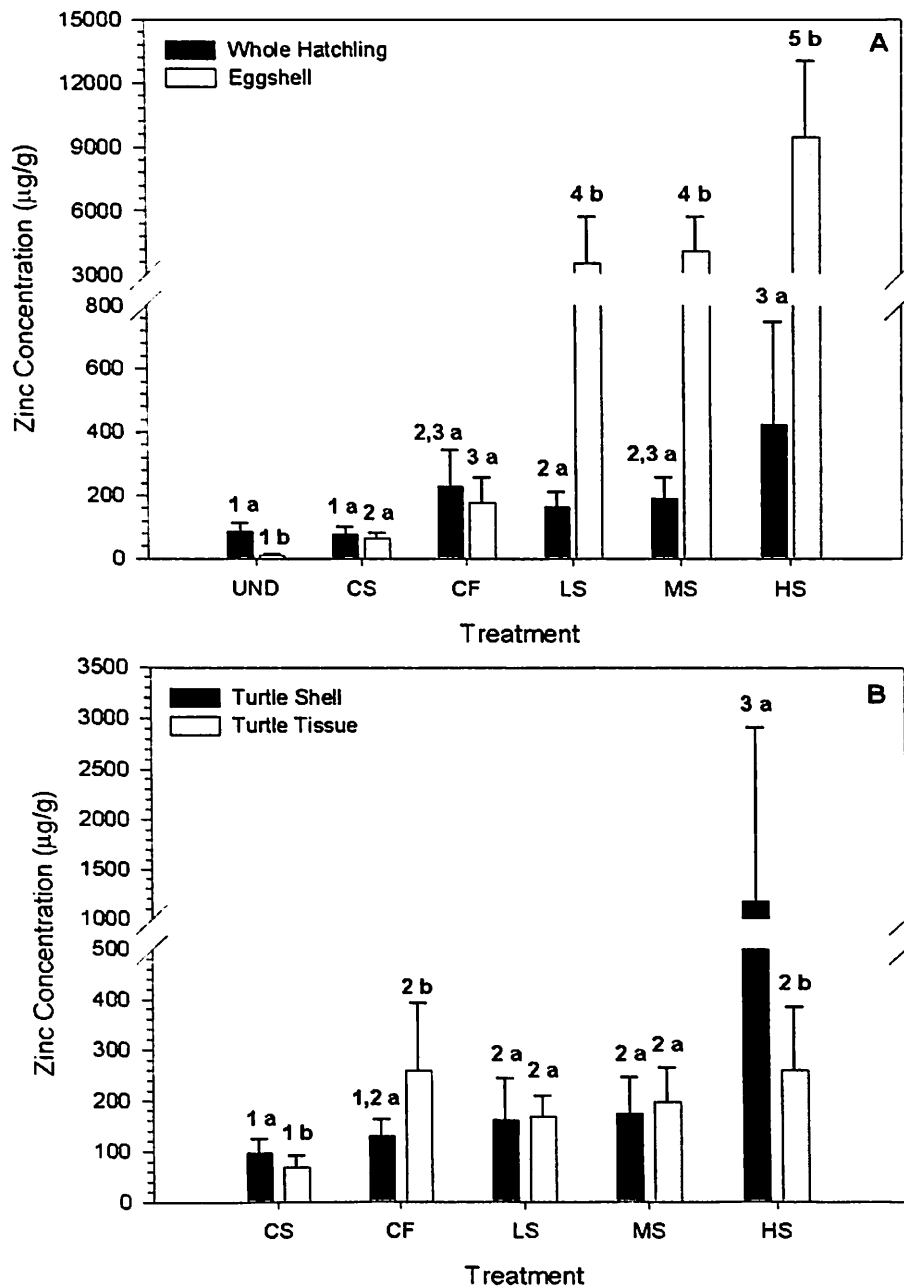 15000
12000
9000
6000
3000
800
600
400
200
0
Zinc Concentration (µg/g)
Whole Hatchling
Eggshell
A
1 a
1 b
1 a
2 a
2,3 a
3 a
2 a
4 b
2,3 a
4 b
3 a
5 b
UND
CS
CF
LS
MS
HS
Treatment
3500
3000
2500
2000
1500
1000
500
400
300
200
100
0
Zinc Concentration (µg/g)
Turtle Shell
Turtle Tissue
B
1 a
1 b
1,2 a
2 b
2 a
2 a
2 a
2 a
3 a
2 b
CS
CF
LS
MS
HS
Treatment